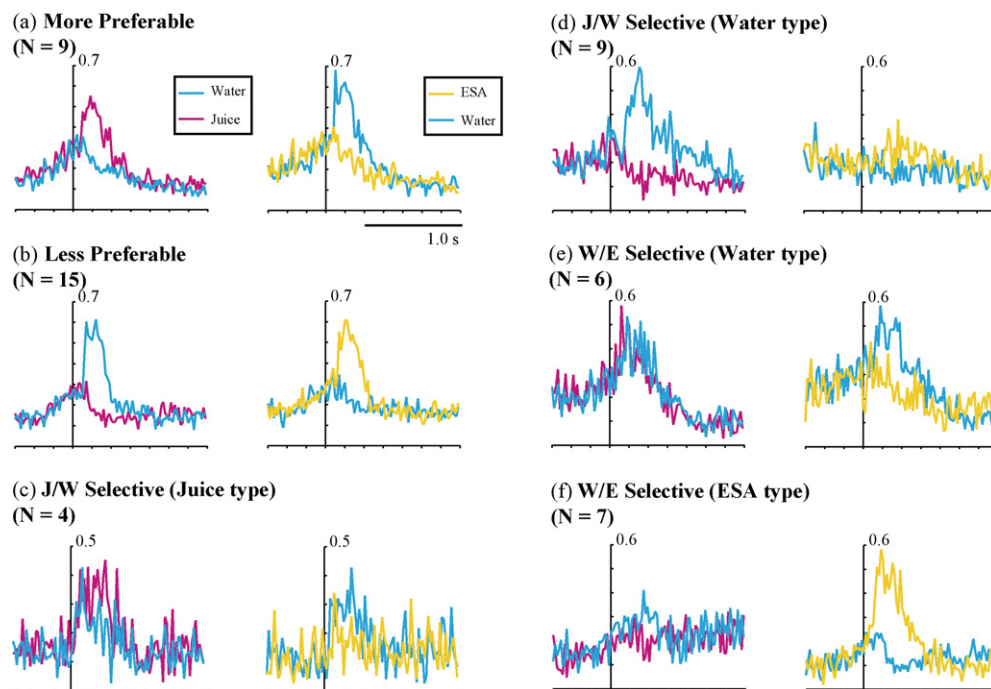 (a) More Preferable
(N = 9)
0.7
Water
Juice
0.7
ESA
Water
1.0 s
(b) Less Preferable
(N = 15)
0.7
0.7
(c) J/W Selective (Juice type)
(N = 4)
0.5
0.5
(d) J/W Selective (Water type)
(N = 9)
0.6
0.6
(e) W/E Selective (Water type)
(N = 6)
0.6
0.6
(f) W/E Selective (ESA type)
(N = 7)
0.6
0.6